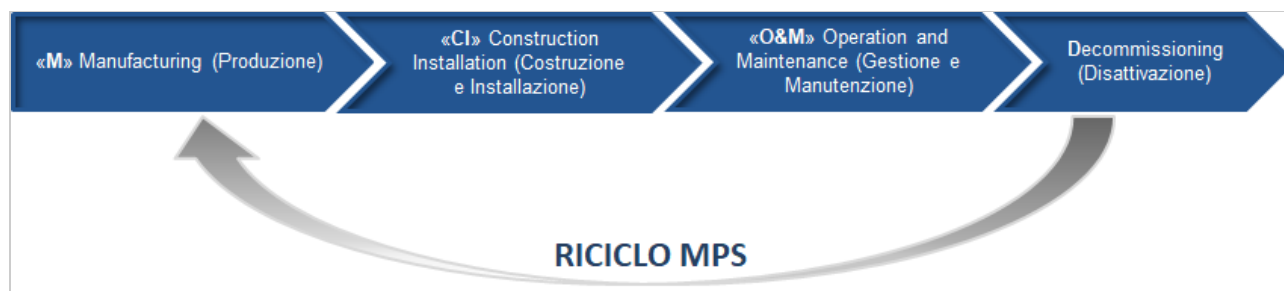 «M» Manufacturing (Produzione)
«CI» Construction
Installation (Costruzione
e Installazione)
«O&M» Operation and
Maintenance (Gestione e
Manutenzione)
Decommissioning
(Disattivazione)
RICICLO MPS